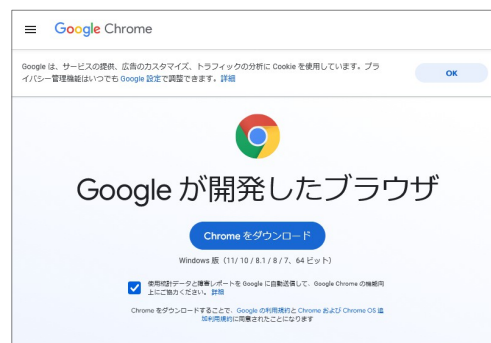 Google Chrome
Google は、サービスの提供、広告のカスタマイズ、トラフィックの分析に Cookie を使用しています。プラ
イバシー管理機能はいつでも Google 設定で調整できます。詳細
OK
Google が開発したブラウザ
Chrome をダウンロード
Windows 版（11/ 10 / 8.1 / 8 / 7、64 ビット）
使用統計データと障害レポートを Google に自動送信して、Google Chrome の機能向
上にご協力ください。詳細
Chrome をダウンロードすることで、Google の利用規約と Chrome および Chrome OS 追
加利用規約に同意されたことになります